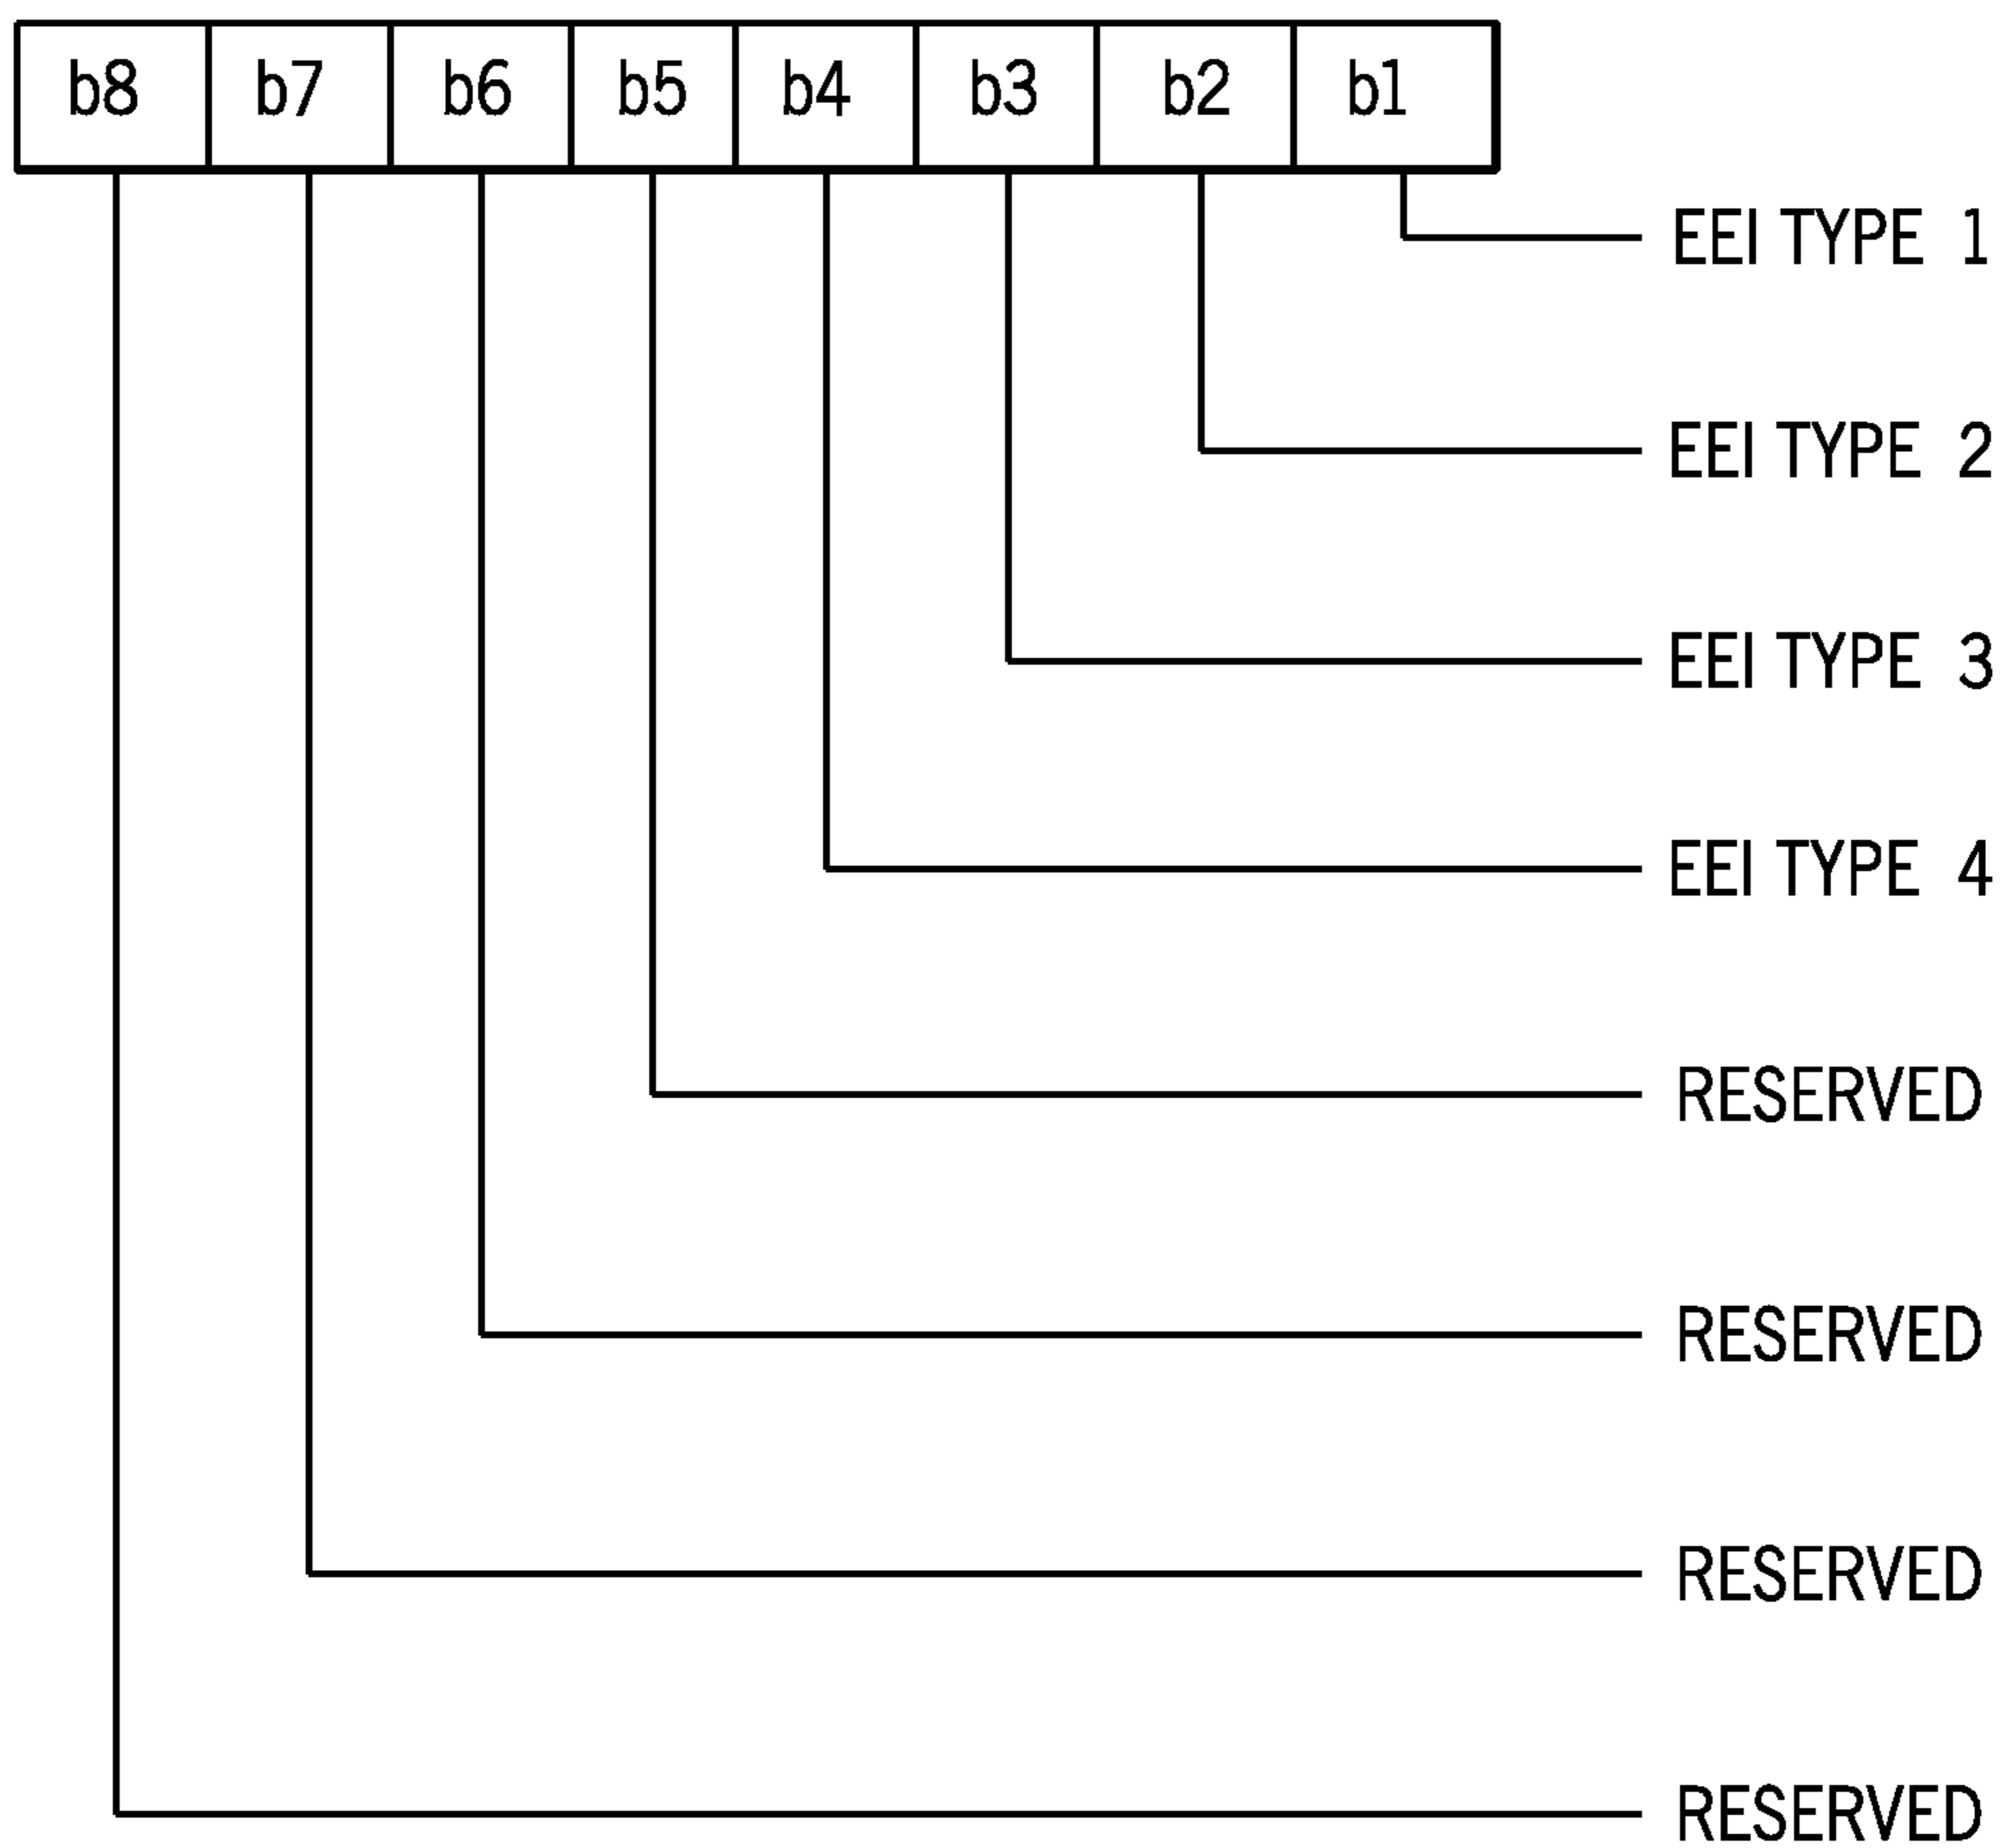 b8 b7 b6 b5 b4 b3 b2 b1
EEI TYPE 1
EEI TYPE 2
EEI TYPE 3
EEI TYPE 4
RESERVED
RESERVED
RESERVED
RESERVED